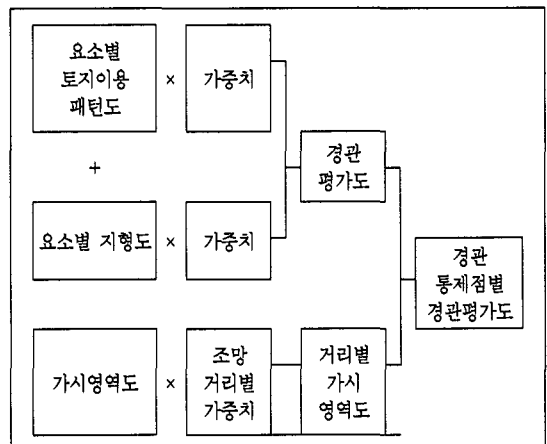 요소별
토지이용
패턴도
×
가중치
+
경관
평가도
요소별 지형도
×
가중치
경관
통제점별
경관평가도
가시영역도
×
조망
거리별
가중치
거리별
가시
영역도